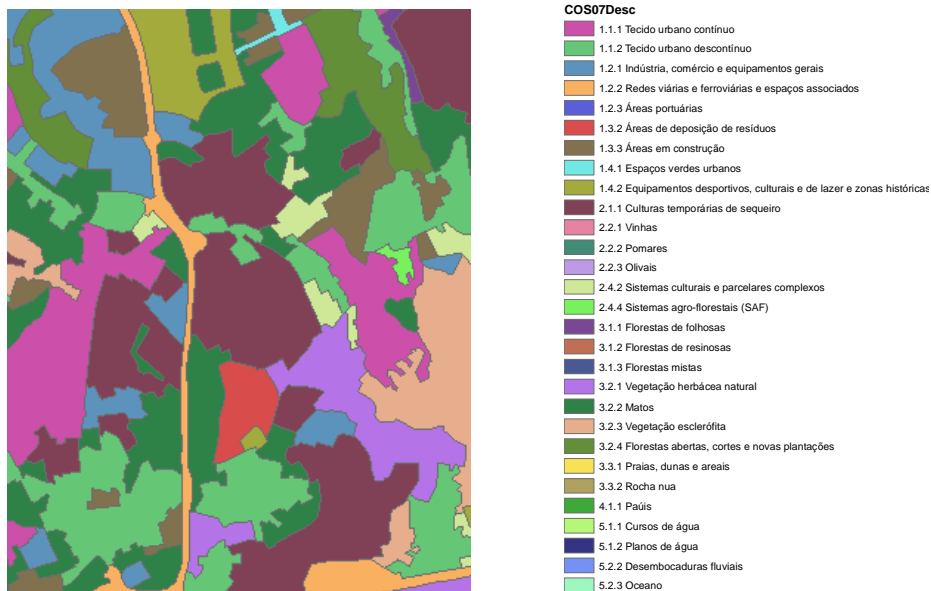 COS07Desc
1.1.1 Tecido urbano contínuo
1.1.2 Tecido urbano descontínuo
1.2.1 Indústria, comércio e equipamentos gerais
1.2.2 Redes viárias e ferroviárias e espaços associados
1.2.3 Áreas portuárias
1.3.2 Áreas de deposição de resíduos
1.3.3 Áreas em construção
1.4.1 Espaços verdes urbanos
1.4.2 Equipamentos desportivos, culturais e de lazer e zonas históricas
2.1.1 Culturas temporárias de sequeiro
2.2.1 Vinhas
2.2.2 Pomares
2.2.3 Olivais
2.4.2 Sistemas culturais e parcelares complexos
2.4.4 Sistemas agro-florestais (SAF)
3.1.1 Florestas de folhosas
3.1.2 Florestas de resinosas
3.1.3 Florestas mistas
3.2.1 Vegetação herbácea natural
3.2.2 Matos
3.2.3 Vegetação esclerófita
3.2.4 Florestas abertas, cortes e novas plantações
3.3.1 Praias, dunas e areais
3.3.2 Rocha nua
4.1.1 Paúis
5.1.1 Cursos de água
5.1.2 Planos de água
5.2.2 Desembocaduras fluviais
5.2.3 Oceano